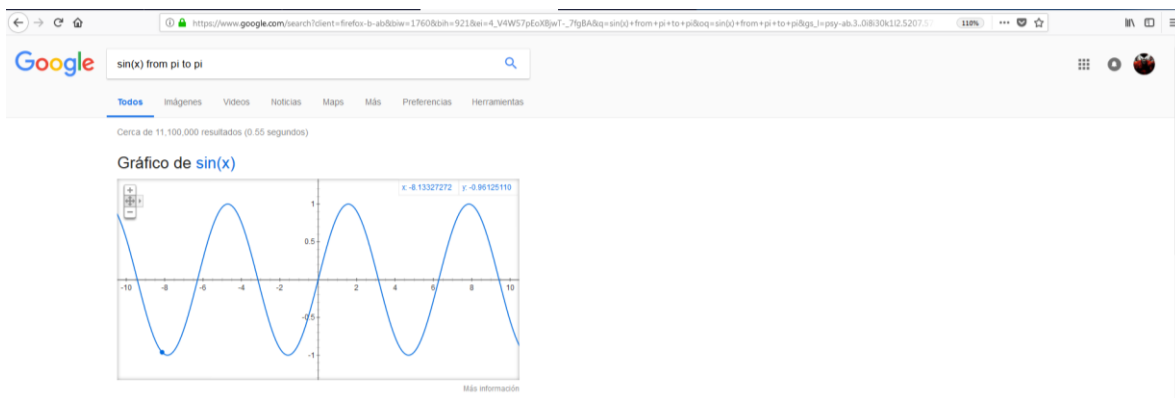 https://www.google.com/search?client=firefox-b-ab&biw=1760&bih=921&ei=4_V4WS7pEoXBjwT-_7fgBA&q=sin(x)+from+pi+to+pi&oq=sin(x)+from+pi+to+pi&gs_l=psy-ab.3..0i8i30k1l2.5207.5
110%
Google
sin(x) from pi to pi
Todos Imágenes Videos Noticias Maps Más Preferencias Herramientas
Cerca de 11,100,000 resultados (0.55 segundos)
Gráfico de sin(x)
x: -8.13327272 y: -0.96125110
1
0.5
-10 -8 -6 -4 -2 2 4 6 8 10
-0.5
-1
Más información